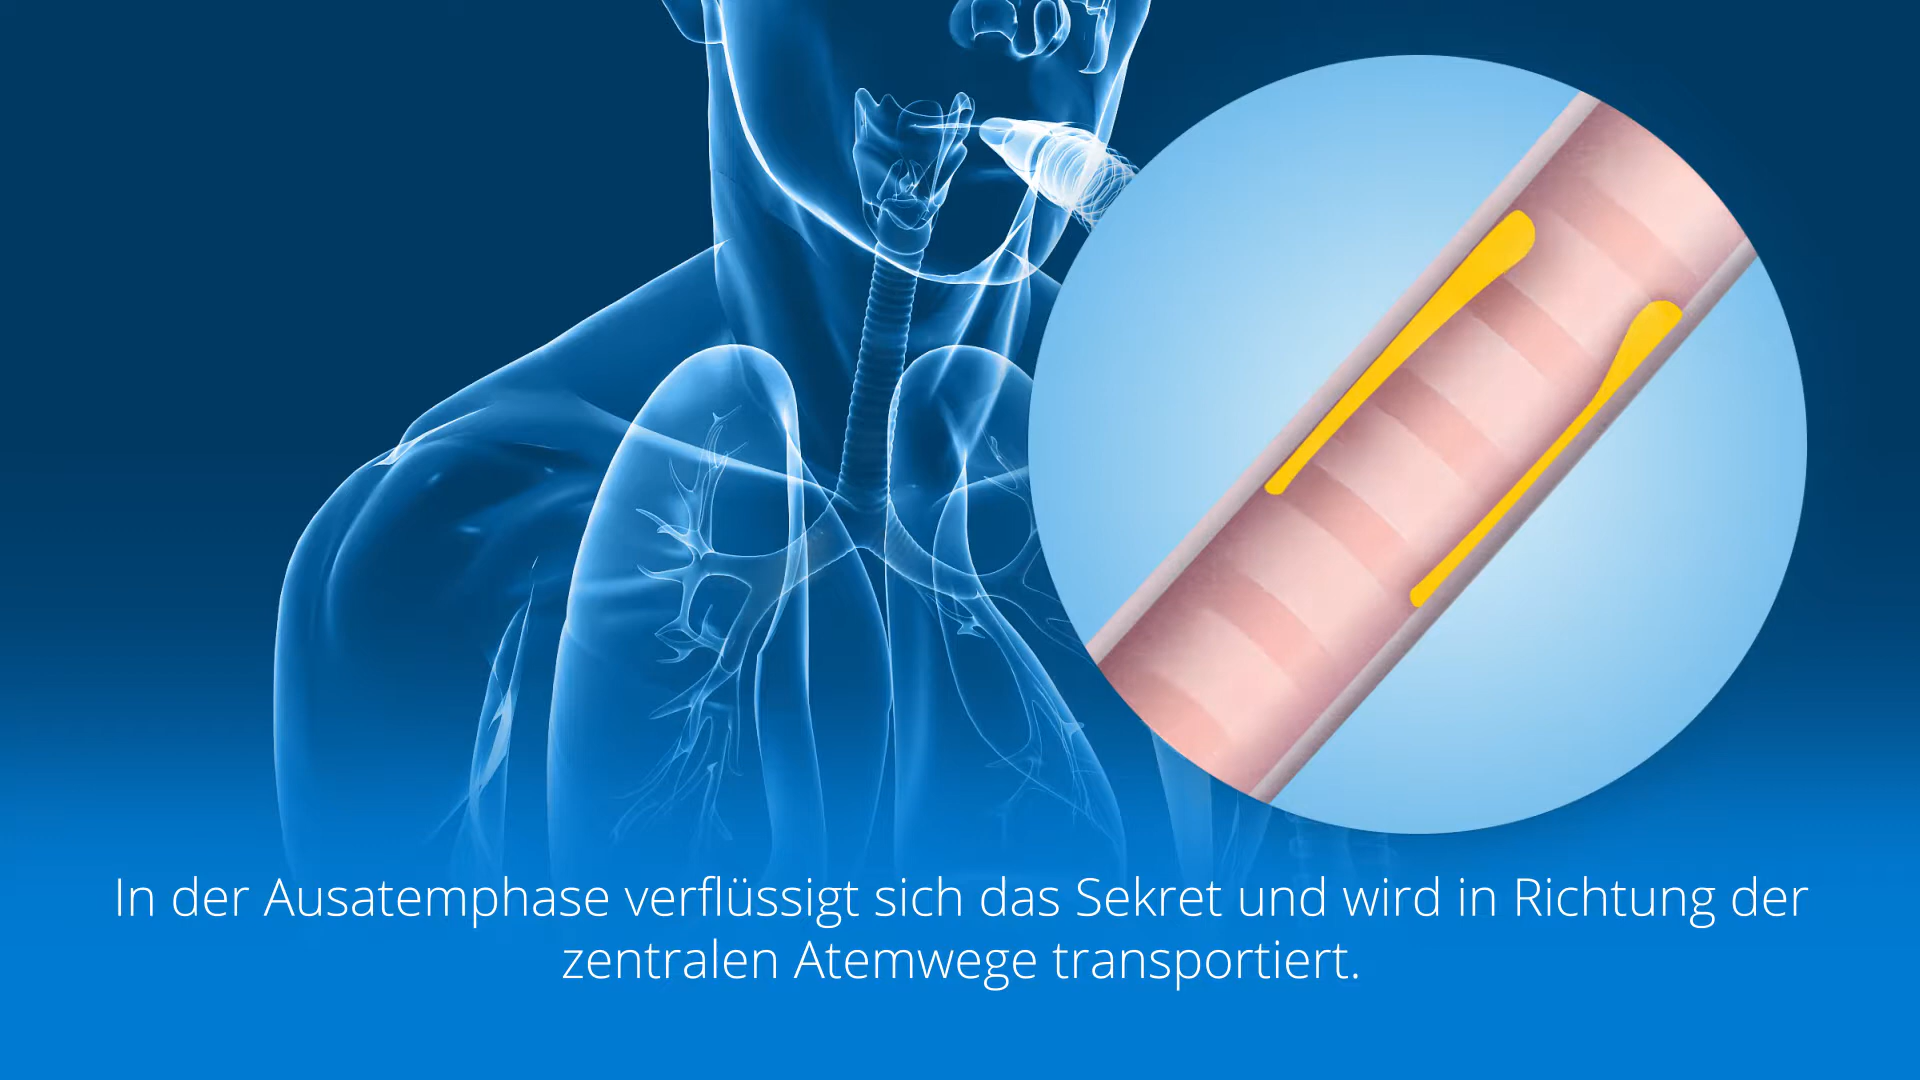 In der Ausatemphase verflüssigt sich das Sekret und wird in Richtung der
zentralen Atemwege transportiert.